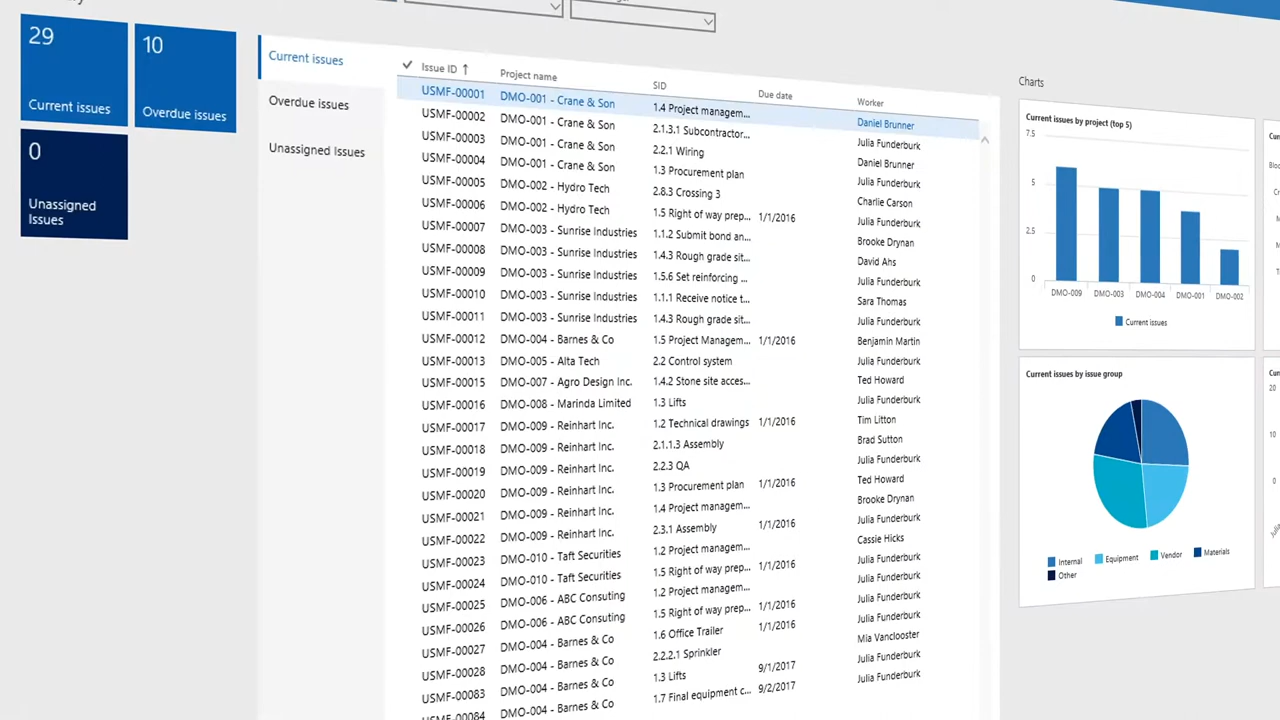 29
Current issues
10
Overdue issues
0
Unassigned
Issues
Current issues
Overdue issues
Unassigned Issues
Issue ID Project name SID Due date Worker
USMF-00001 DMO-001 - Crane & Son 1.4 Project managem... Daniel Brunner
USMF-00002 DMO-001 - Crane & Son 2.1.3.1 Subcontractor... Julia Funderburk
USMF-00003 DMO-001 - Crane & Son 2.2.1 Wiring Daniel Brunner
USMF-00004 DMO-001 - Crane & Son 1.3 Procurement plan Julia Funderburk
USMF-00005 DMO-002 - Hydro Tech 2.8.3 Crossing 3 Charlie Carson
USMF-00006 DMO-002 - Hydro Tech 1.5 Right of way prep... 1/1/2016 Julia Funderburk
USMF-00007 DMO-003 - Sunrise Industries 1.1.2 Submit bond an... Brooke Drynan
USMF-00008 DMO-003 - Sunrise Industries 1.4.3 Rough grade sit... David Ahs
USMF-00009 DMO-003 - Sunrise Industries 1.5.6 Set reinforcing ... Julia Funderburk
USMF-00010 DMO-003 - Sunrise Industries 1.1.1 Receive notice t... Sara Thomas
USMF-00011 DMO-003 - Sunrise Industries 1.4.3 Rough grade sit... Julia Funderburk
USMF-00012 DMO-004 - Barnes & Co 1.5 Project Managem... 1/1/2016 Benjamin Martin
USMF-00013 DMO-005 - Alta Tech 2.2 Control system Julia Funderburk
USMF-00015 DMO-007 - Agro Design Inc. 1.4.2 Stone site acces... Ted Howard
USMF-00016 DMO-008 - Marinda Limited 1.3 Lifts Julia Funderburk
USMF-00017 DMO-009 - Reinhart Inc. 1.2 Technical drawings 1/1/2016 Tim Litton
USMF-00018 DMO-009 - Reinhart Inc. 2.1.1.3 Assembly Brad Sutton
USMF-00019 DMO-009 - Reinhart Inc. 2.2.3 QA Julia Funderburk
USMF-00020 DMO-009 - Reinhart Inc. 1.3 Procurement plan 1/1/2016 Ted Howard
USMF-00021 DMO-009 - Reinhart Inc. 1.4 Project managem... Brooke Drynan
USMF-00022 DMO-009 - Reinhart Inc. 2.3.1 Assembly 1/1/2016 Julia Funderburk
USMF-00023 DMO-010 - Taft Securities 1.2 Project managem... Cassie Hicks
USMF-00024 DMO-010 - Taft Securities 1.5 Right of way prep... 1/1/2016 Julia Funderburk
USMF-00025 DMO-006 - ABC Consuting 1.2 Project managem... Julia Funderburk
USMF-00026 DMO-006 - ABC Consuting 1.5 Right of way prep... 1/1/2016 Julia Funderburk
USMF-00027 DMO-004 - Barnes & Co 1.6 Office Trailer 1/1/2016 Julia Funderburk
USMF-00028 DMO-004 - Barnes & Co 2.2.2.1 Sprinkler Mia Vanclooster
USMF-00083 DMO-004 - Barnes & Co 1.3 Lifts 9/1/2017 Julia Funderburk
USMF-00084 DMO-004 - Barnes & Co 1.7 Final equipment c... 9/2/2017 Julia Funderburk
Charts
Current issues by project (top 5)
7.5
5
2.5
0
DMO-009 DMO-003 DMO-004 DMO-001 DMO-002
Current issues
Current issues by issue group
Internal Equipment Vendor Materials
Other
20
10
0